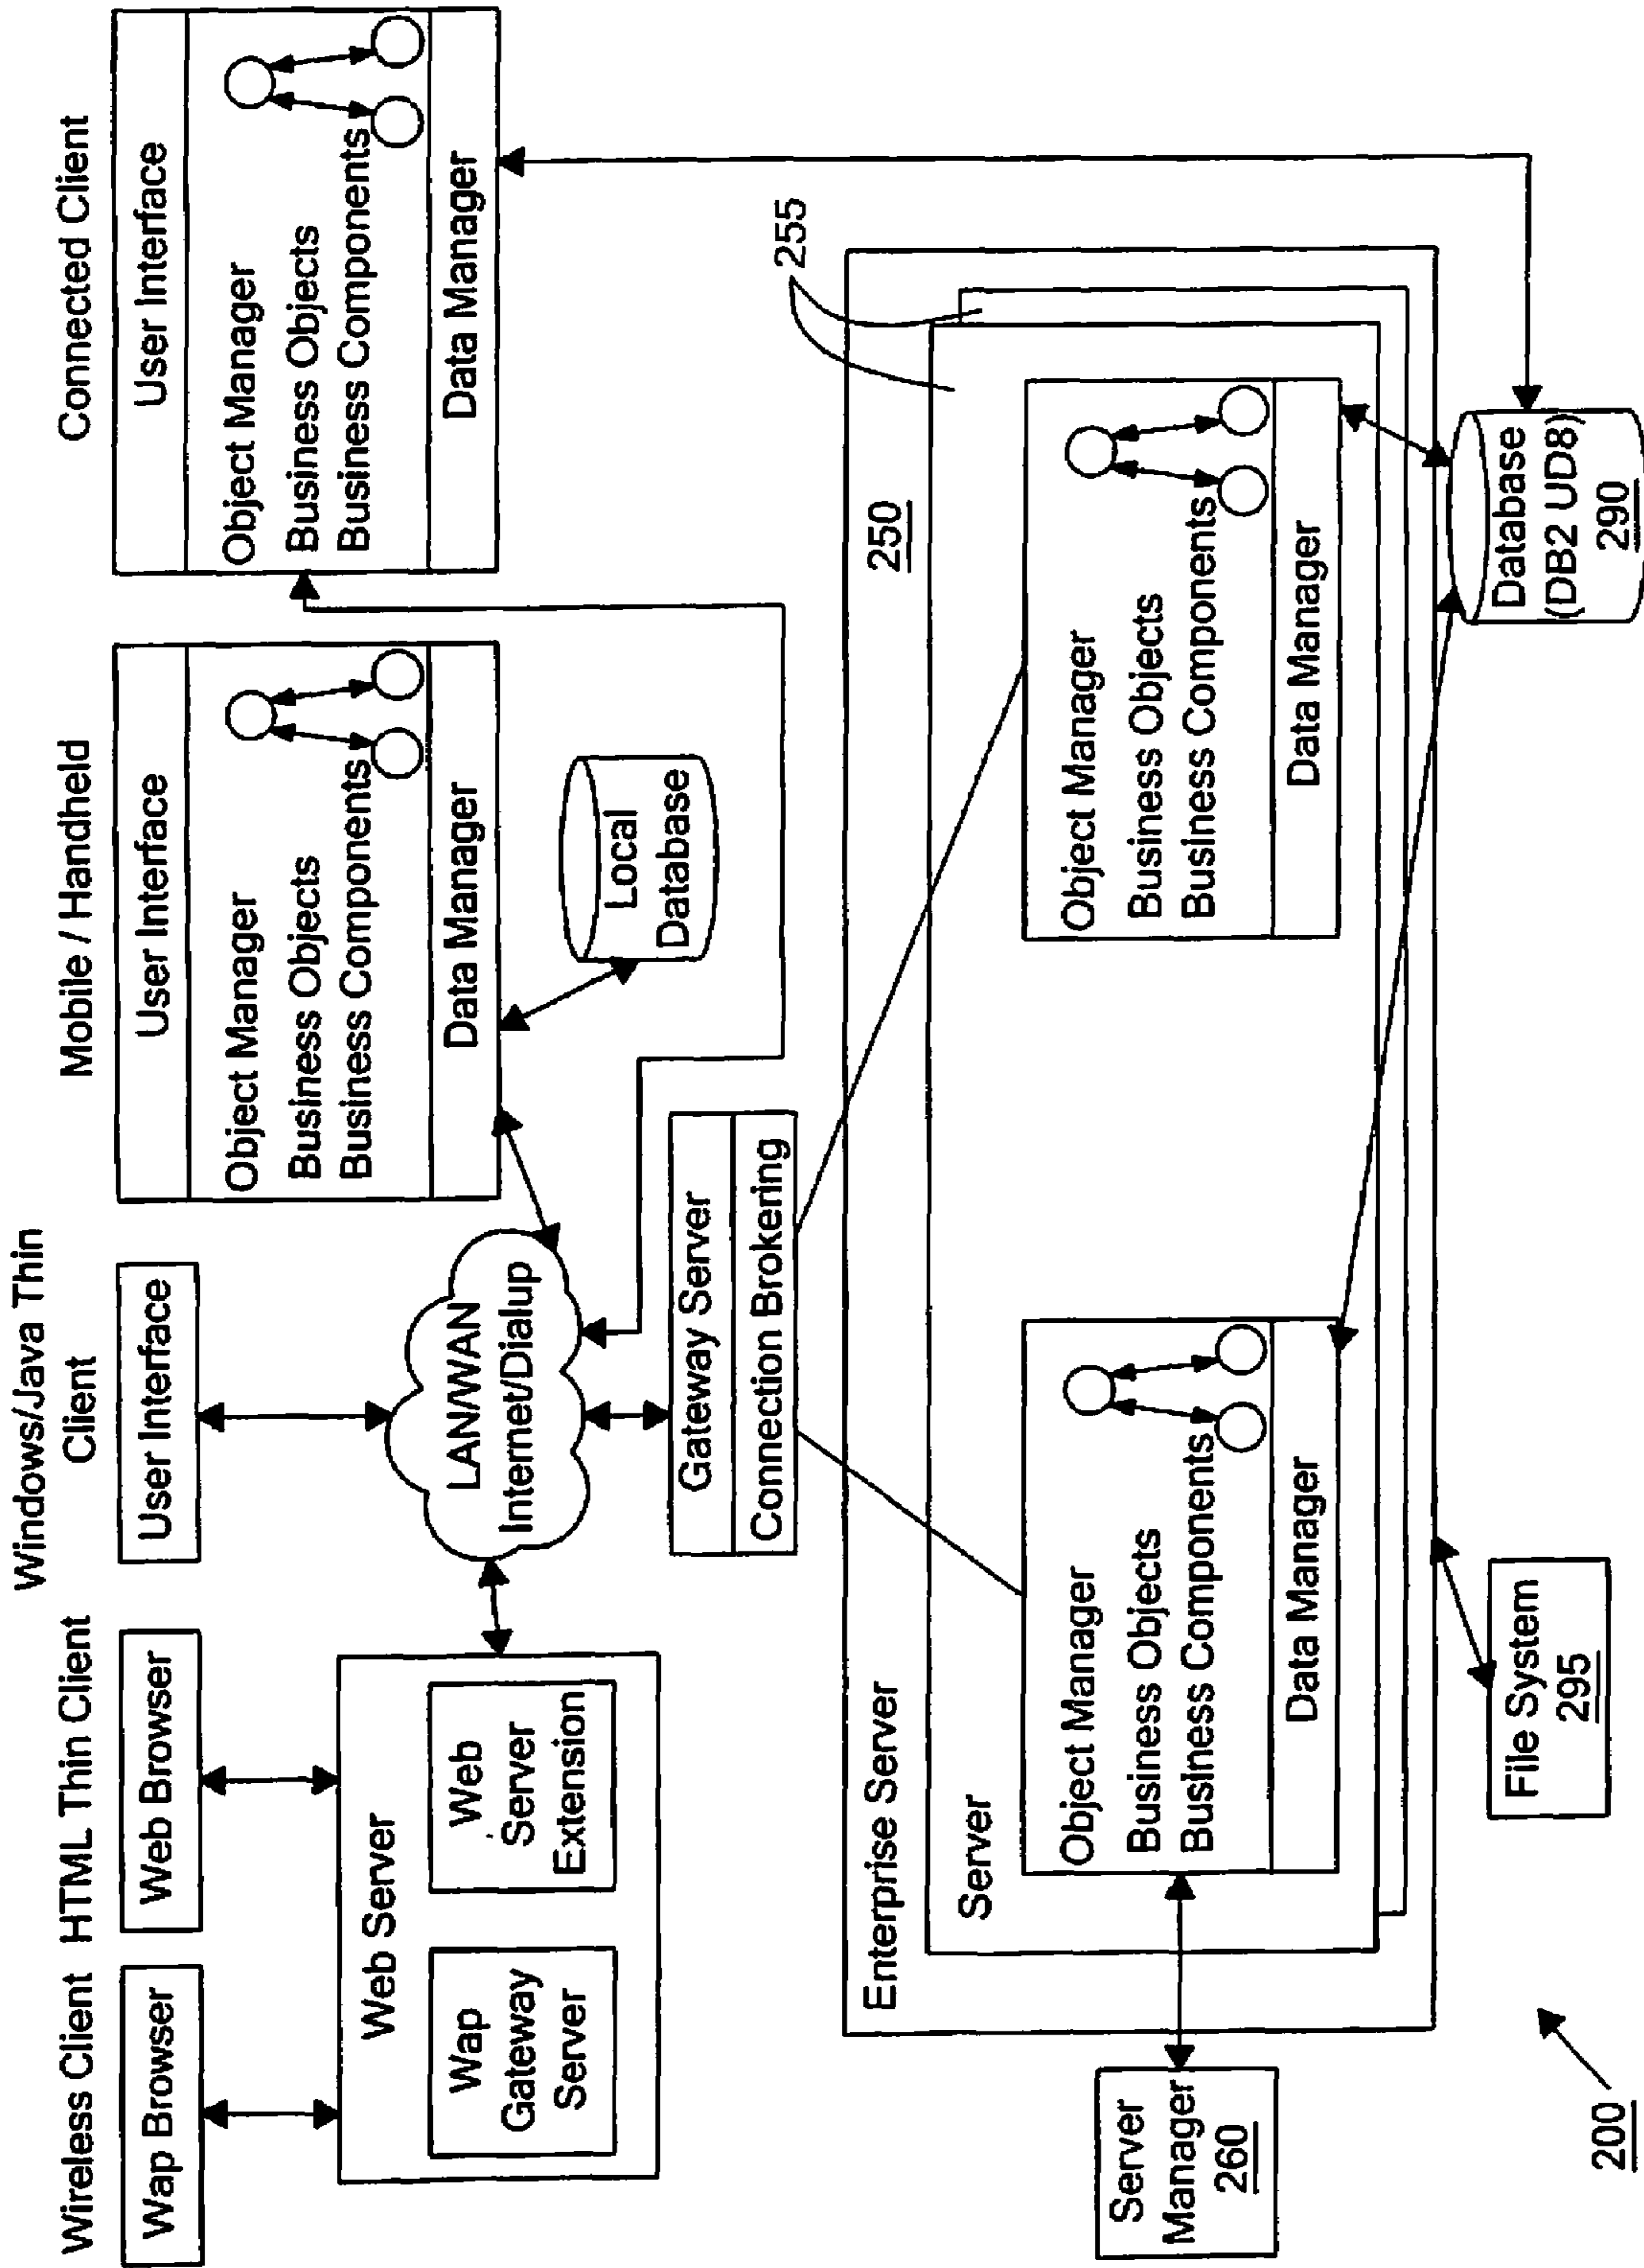 Wireless Client
HTML Thin Client
Windows/Java Thin
Client
Mobile / Handheld
Connected Client
Wap Browser
Web Browser
User Interface
User Interface
Object Manager
Business Objects
Business Components
Data Manager
User Interface
Object Manager
Business Objects
Business Components
Data Manager
Web Server
Wap
Gateway
Server
Web
Server
Extension
LAN/WAN
Internet/Dialup
Local
Database
Gateway Server
Connection Brokering
Enterprise Server
250
255
Server
Object Manager
Business Objects
Business Components
Data Manager
Object Manager
Business Objects
Business Components
Data Manager
Server
Manager
260
File System
295
Database
(DB2 UD8)
290
200